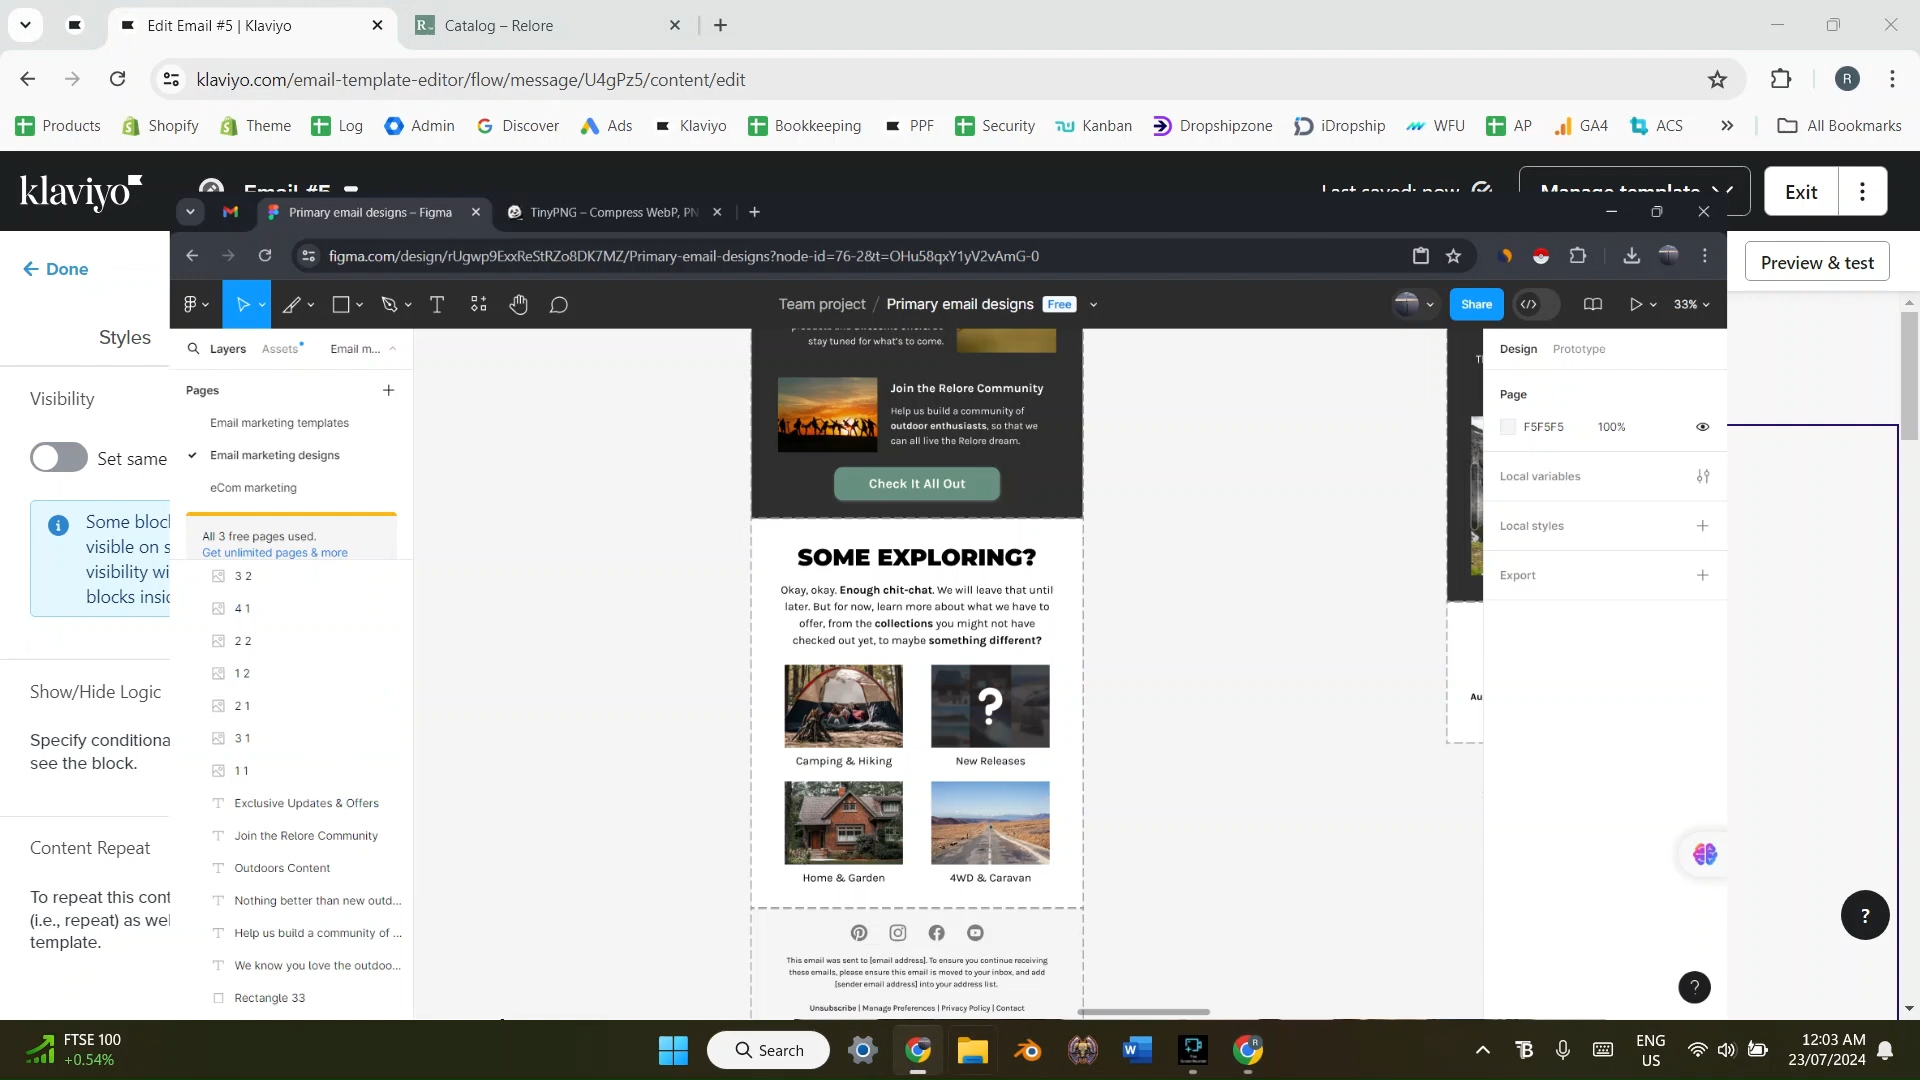 Edit Email #5 | Klaviyo
Catalog – Relore
klaviyo.com/email-template-editor/flow/message/U4gPz5/content/edit
R
Products
Shopify
Theme
Log
Admin
Discover
Ads
Klaviyo
Bookkeeping
PPF
Security
Kanban
Dropshipzone
iDropship
WFU
AP
GA4
ACS
All Bookmarks
klaviyo
Email #5
Last saved: now
Manage template
Exit
Primary email designs – Figma
TinyPNG – Compress WebP, PN
figma.com/design/rUgwp9ExxReStRZo8DK7MZ/Primary-email-designs?node-id=76-2&t=OHu58qxY1yV2vAmG-0
Done
Preview & test
Team project / Primary email designs Free
Share
33%
Styles
Layers
Assets
Email m...
Design
Prototype
Pages
Email marketing templates
Email marketing designs
eCom marketing
All 3 free pages used.
Get unlimited pages & more
3 2
4 1
2 2
1 2
2 1
3 1
1 1
Exclusive Updates & Offers
Join the Relore Community
Outdoors Content
Nothing better than new outd...
Help us build a community of ...
We know you love the outdoo...
Rectangle 33
Visibility
Set same
Some bloc
visible on s
visibility wi
blocks insi
Show/Hide Logic
Specify conditiona
see the block.
Content Repeat
To repeat this cont
(i.e., repeat) as wel
template.
stay tuned for what's to come.
Join the Relore Community
Help us build a community of
outdoor enthusiasts, so that we
can all live the Relore dream.
Check It All Out
SOME EXPLORING?
Okay, okay. Enough chit-chat. We will leave that until
later. But for now, learn more about what we have to
offer, from the collections you might not have
checked out yet, to maybe something different?
?
Camping & Hiking
New Releases
Home & Garden
4WD & Caravan
This email was sent to [email address]. To ensure you continue receiving
these emails, please ensure this email is moved to your inbox, and add
[sender email address] into your address list.
Unsubscribe | Manage Preferences | Privacy Policy | Contact
Au
Page
F5F5F5
100%
Local variables
Local styles
Export
?
?
FTSE 100
+0.54%
Search
ENG
US
12:03 AM
23/07/2024